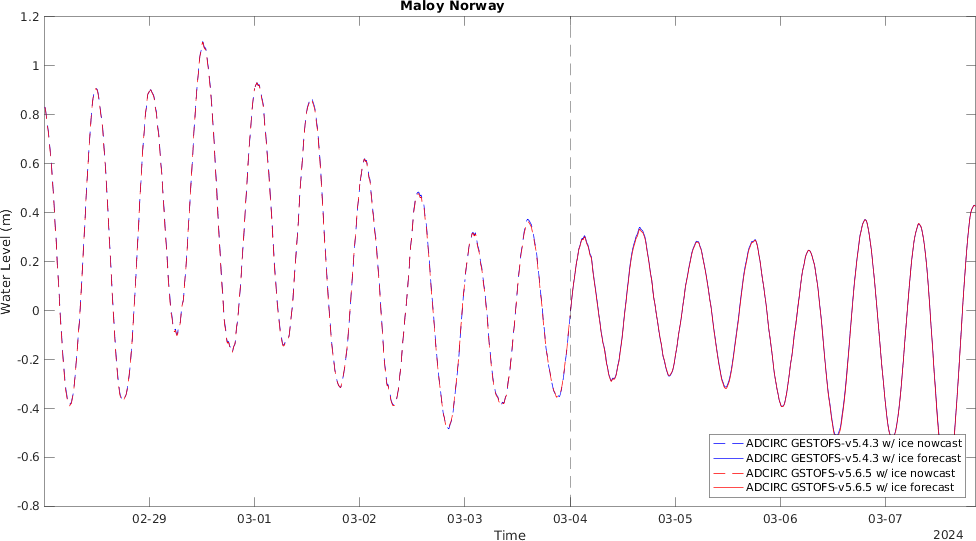 Maloy Norway
1.2
1
0.8
0.6
0.4
0.2
0
-0.2
-0.4
-0.6
-0.8
Water Level (m)
ADCIRC GESTOFS-v5.4.3 w/ ice nowcast
ADCIRC GESTOFS-v5.4.3 w/ ice forecast
ADCIRC GSTOFS-v5.6.5 w/ ice nowcast
ADCIRC GSTOFS-v5.6.5 w/ ice forecast
02-29 03-01 03-02 03-03 03-04 03-05 03-06 03-07
Time
2024